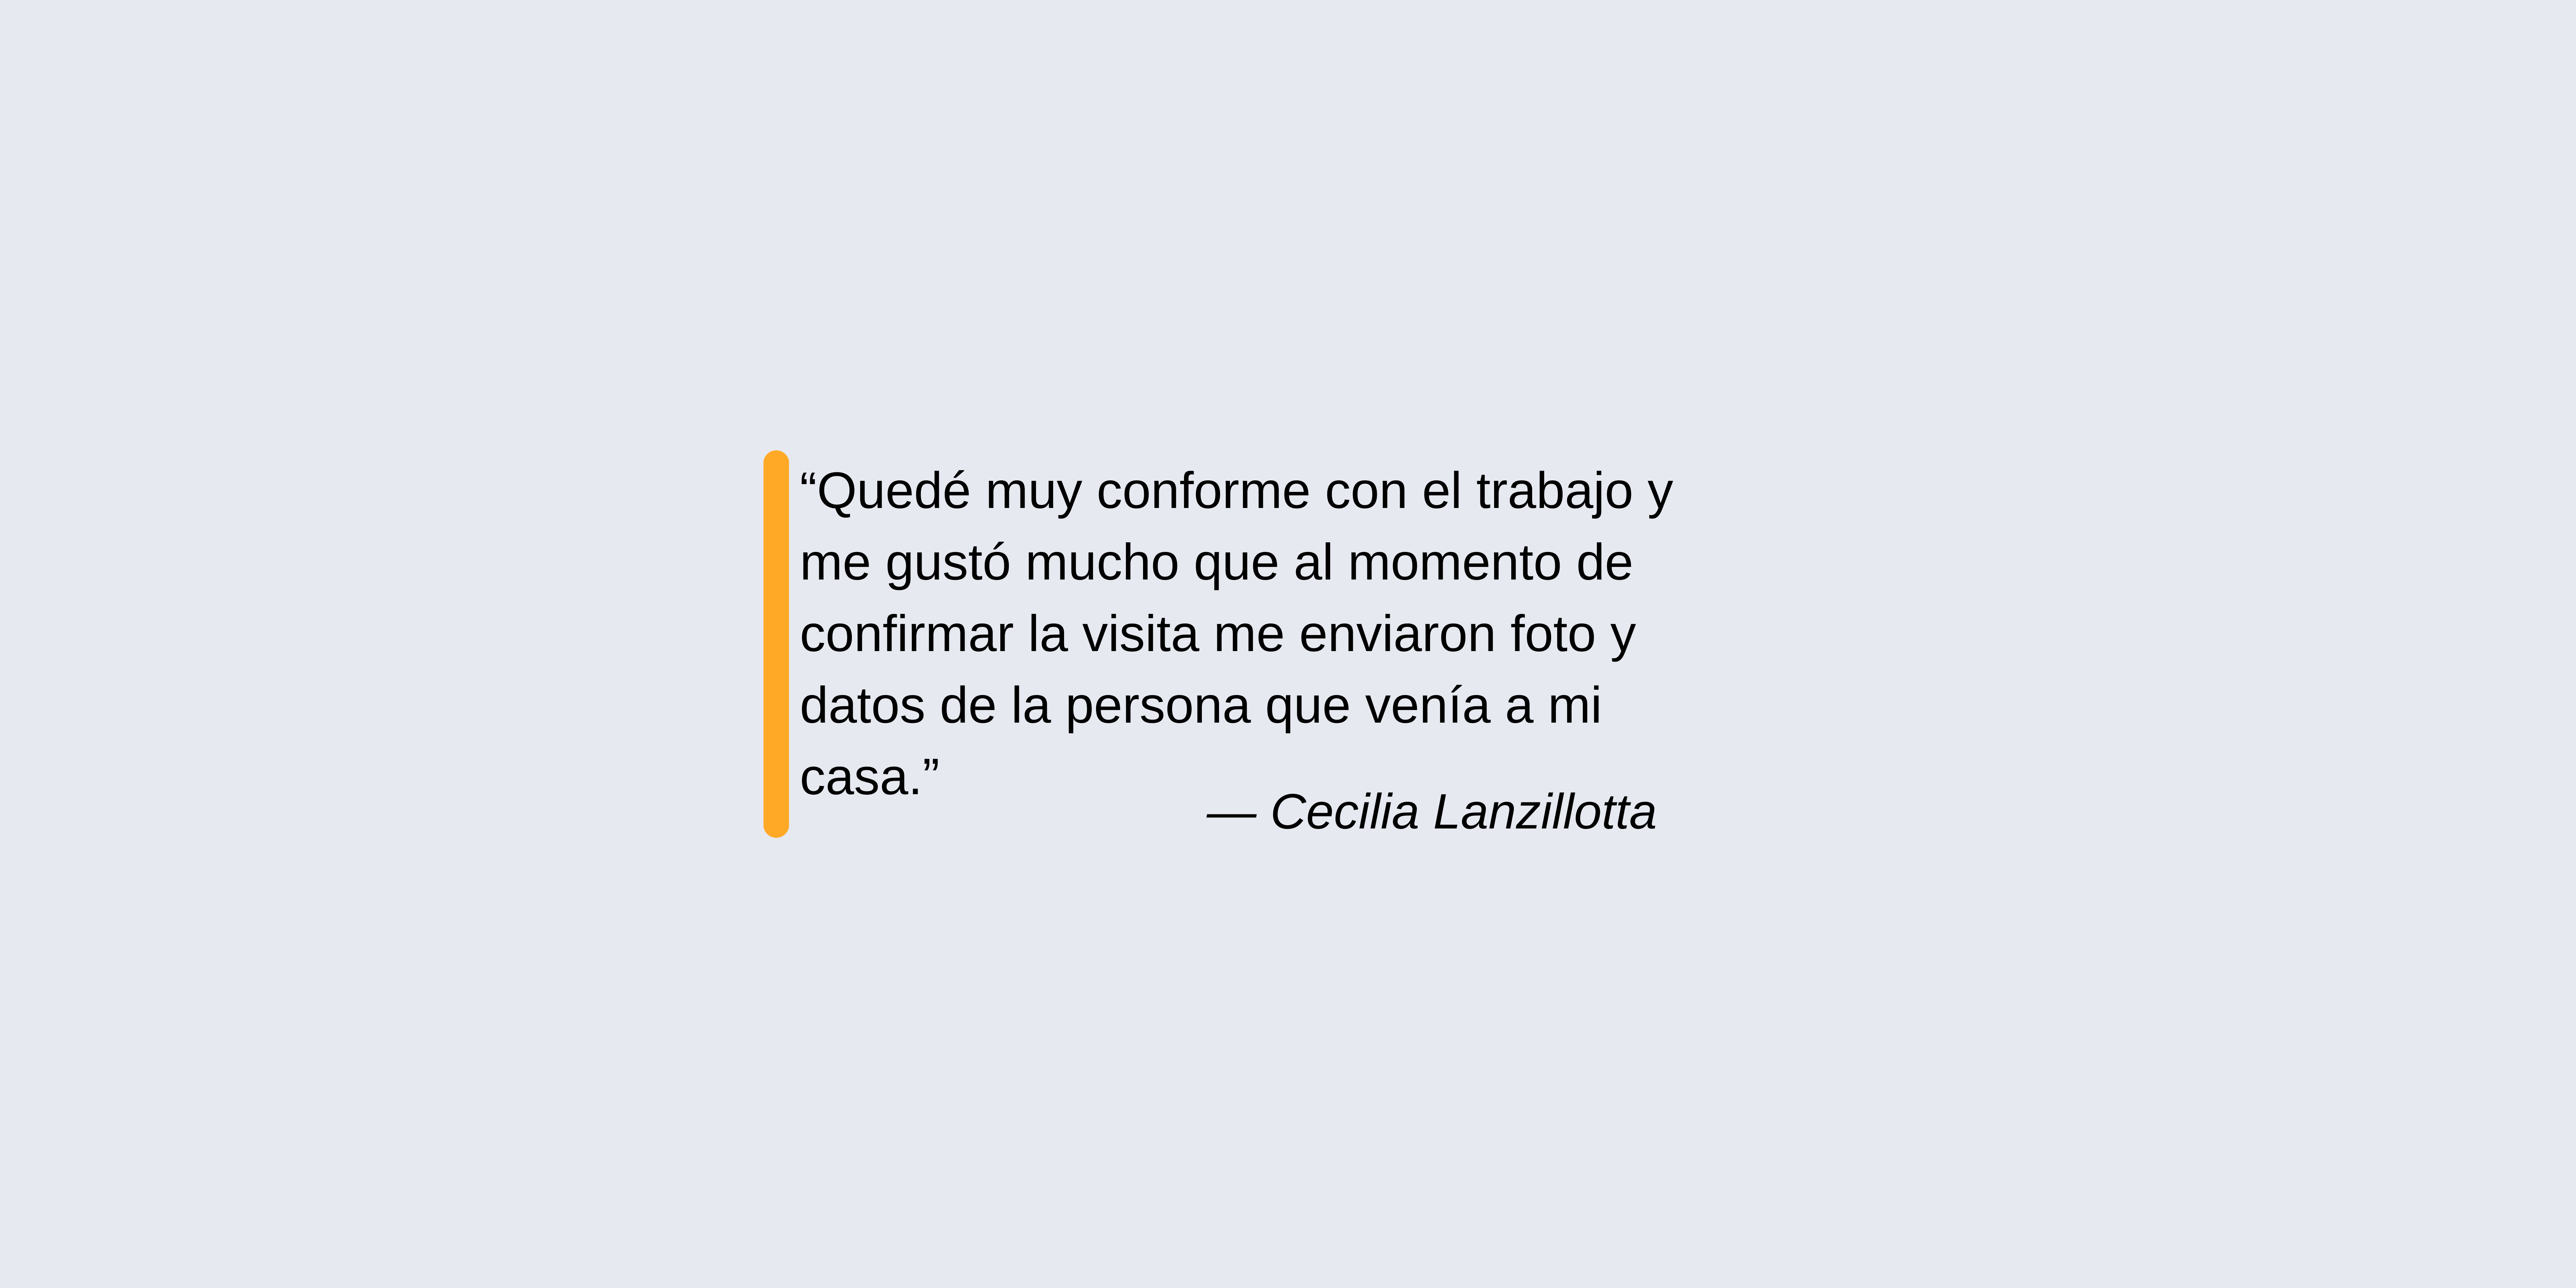 “Quedé muy conforme con el trabajo y
me gustó mucho que al momento de
confirmar la visita me enviaron foto y
datos de la persona que venía a mi
casa.”
— Cecilia Lanzillotta